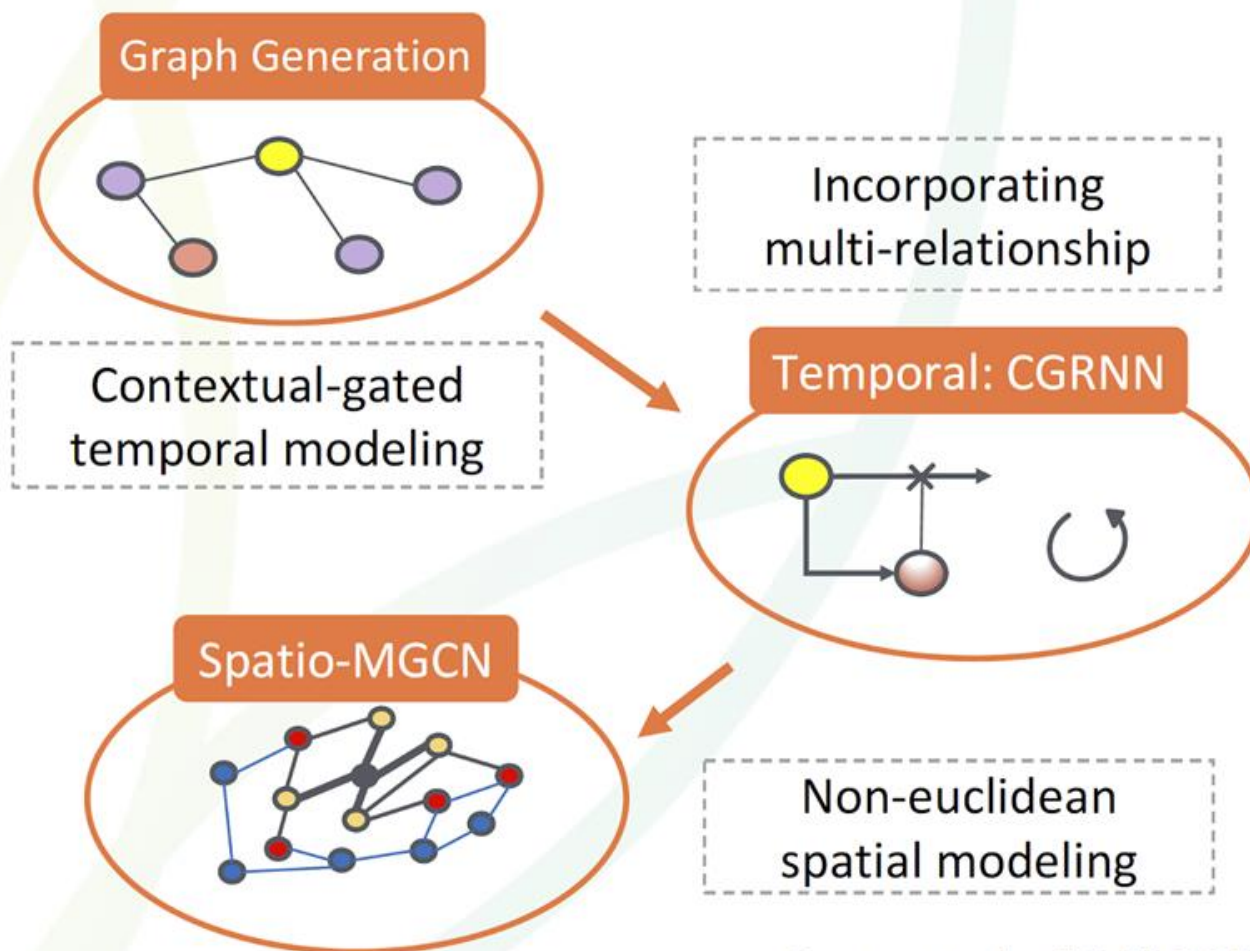 Graph Generation
Incorporating
multi-relationship
Contextual-gated
temporal modeling
Temporal: CGRNN
Spatio-MGCN
Non-euclidean
spatial modeling